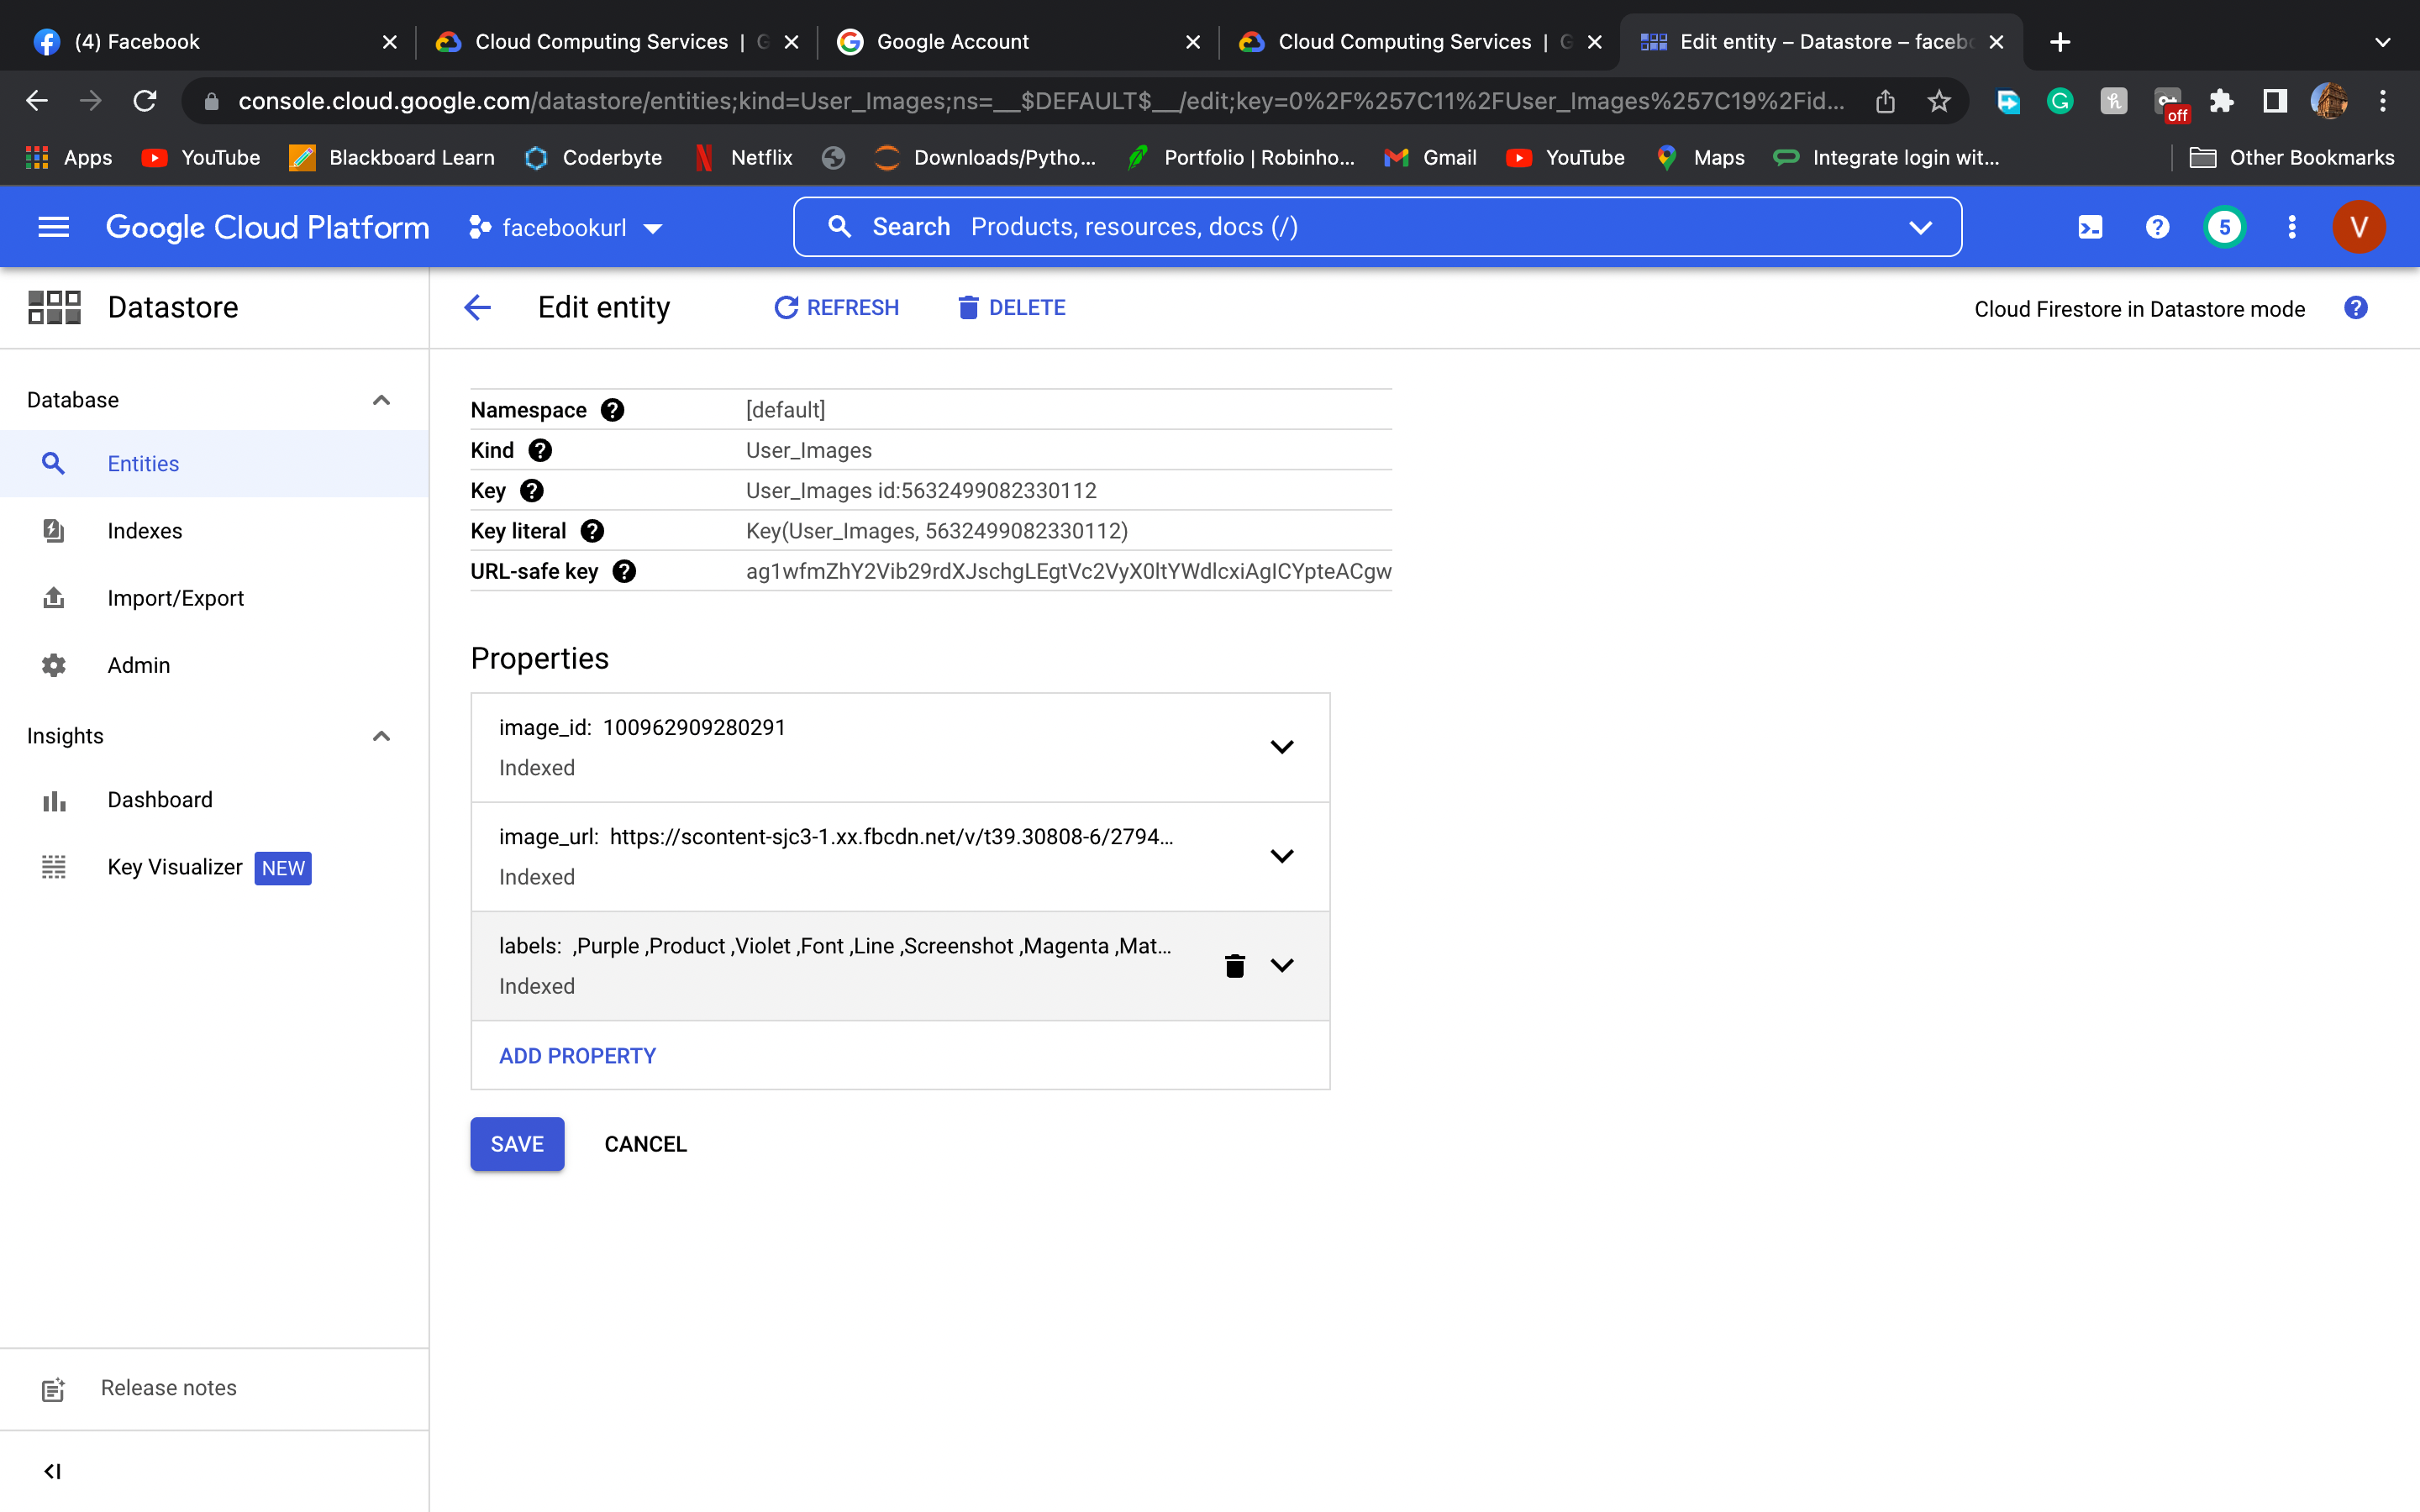 (4) Facebook
Cloud Computing Services | G
Google Account
Cloud Computing Services | G
Edit entity – Datastore – facebo
console.cloud.google.com/datastore/entities;kind=User_Images;ns=__$DEFAULT$__/edit;key=0%2F%257C11%2FUser_Images%257C19%2Fid...
off
Apps
YouTube
Blackboard Learn
Coderbyte
Netflix
Downloads/Pytho...
Portfolio | Robinho...
Gmail
YouTube
Maps
Integrate login wit...
Other Bookmarks
Google Cloud Platform
facebookurl
Search Products, resources, docs (/)
5
V
Datastore
Edit entity
REFRESH
DELETE
Cloud Firestore in Datastore mode
Database
Entities
Indexes
Import/Export
Admin
Insights
Dashboard
Key Visualizer NEW
Release notes
Namespace [default]
Kind User_Images
Key User_Images id:5632499082330112
Key literal Key(User_Images, 5632499082330112)
URL-safe key ag1wfmZhY2Vib29rdXJschgLEgtVc2VyX0ltYWdlcxiAgICYpteACgw
Properties
image_id: 100962909280291
Indexed
image_url: https://scontent-sjc3-1.xx.fbcdn.net/v/t39.30808-6/2794...
Indexed
labels: ,Purple ,Product ,Violet ,Font ,Line ,Screenshot ,Magenta ,Mat...
Indexed
ADD PROPERTY
SAVE
CANCEL